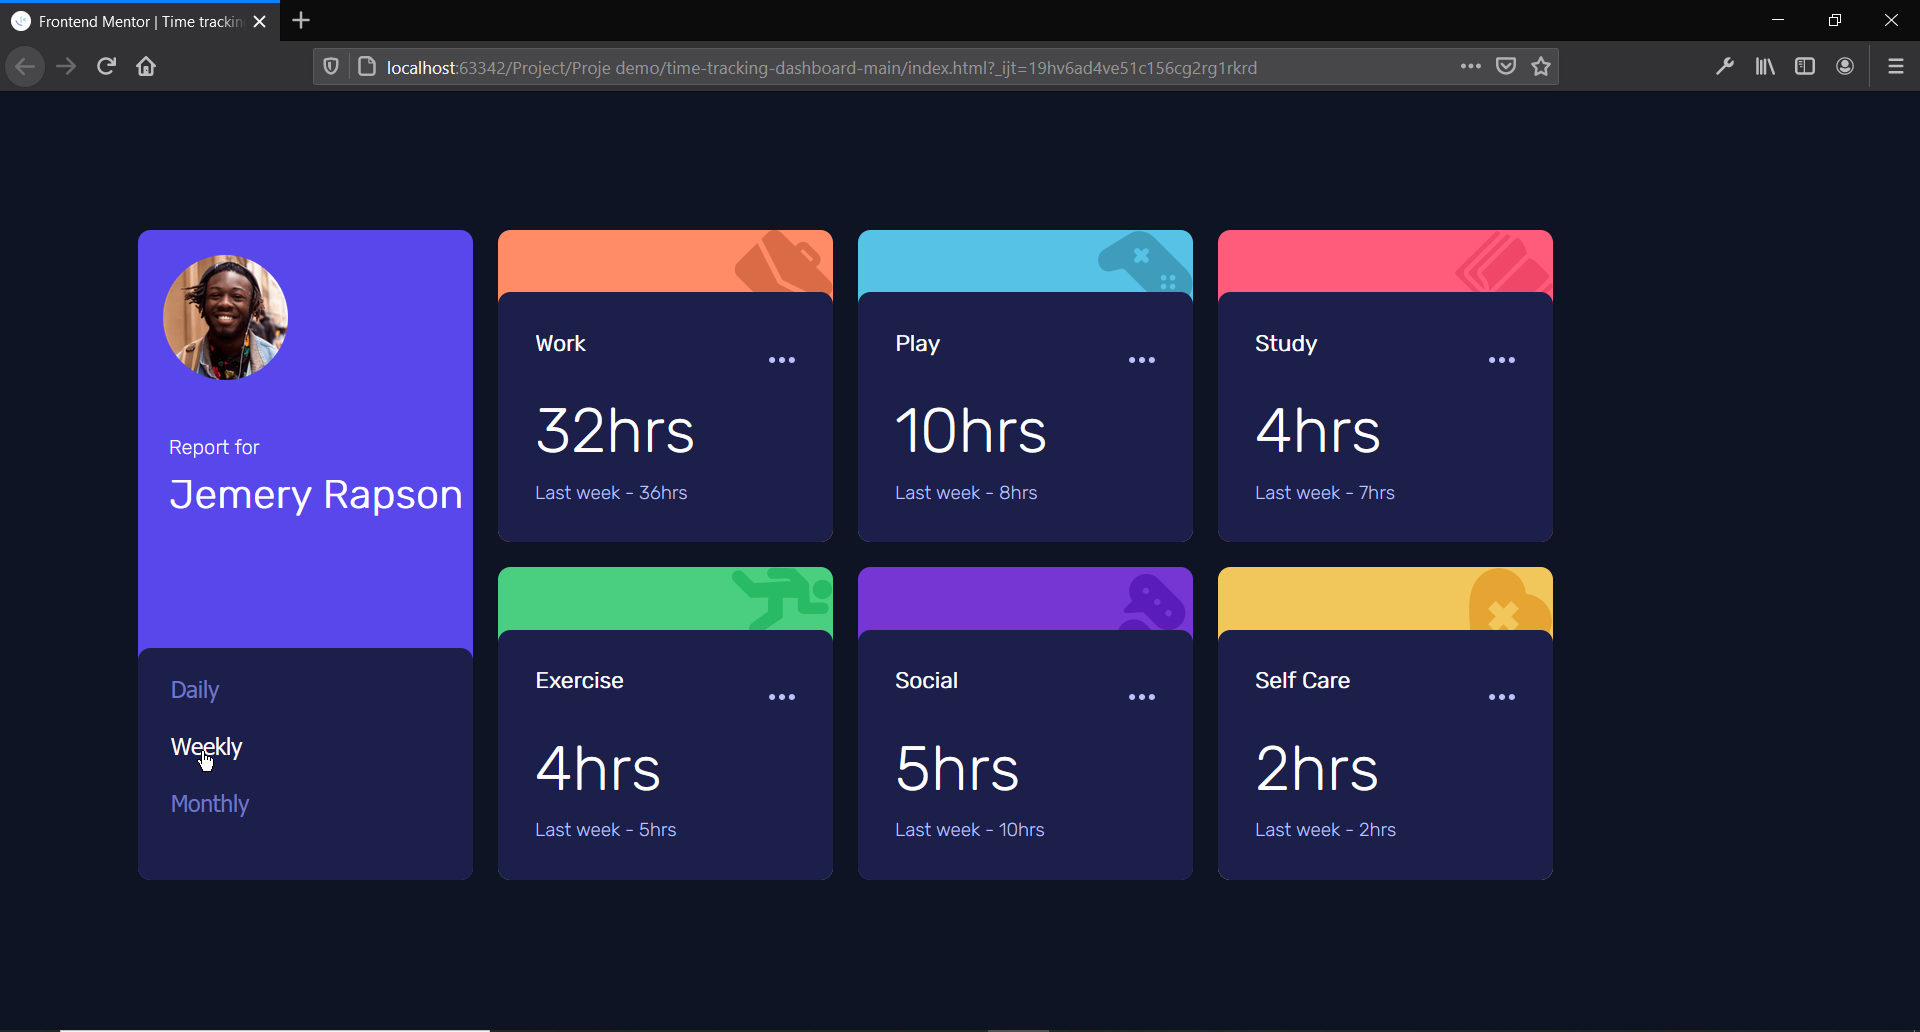 Frontend Mentor | Time trackin
localhost:63342/Project/Proje demo/time-tracking-dashboard-main/index.html?_ijt=19hv6ad4ve51c156cg2rg1rkrd
Report for
Jemery Rapson
Daily
Weekly
Monthly
Work
32hrs
Last week - 36hrs
Play
10hrs
Last week - 8hrs
Study
4hrs
Last week - 7hrs
Exercise
4hrs
Last week - 5hrs
Social
5hrs
Last week - 10hrs
Self Care
2hrs
Last week - 2hrs